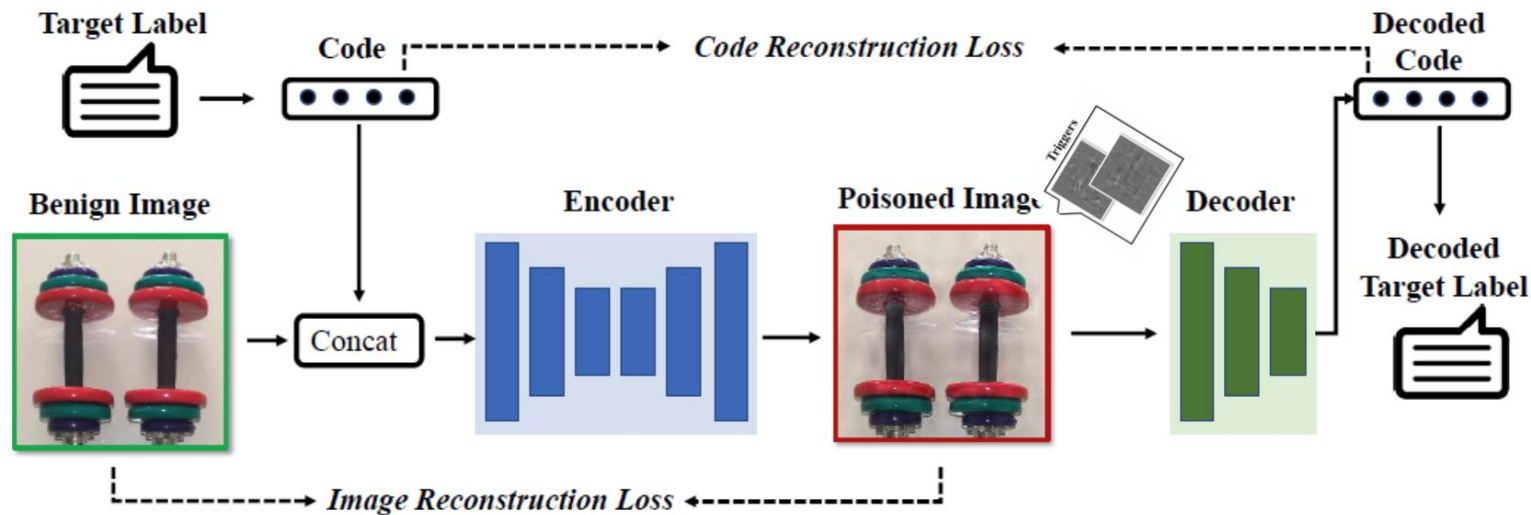 Target Label
Code
Code Reconstruction Loss
Decoded
Code
Triggers
Benign Image
Encoder
Poisoned Imag
Decoder
Concat
Decoded
Target Label
Image Reconstruction Loss